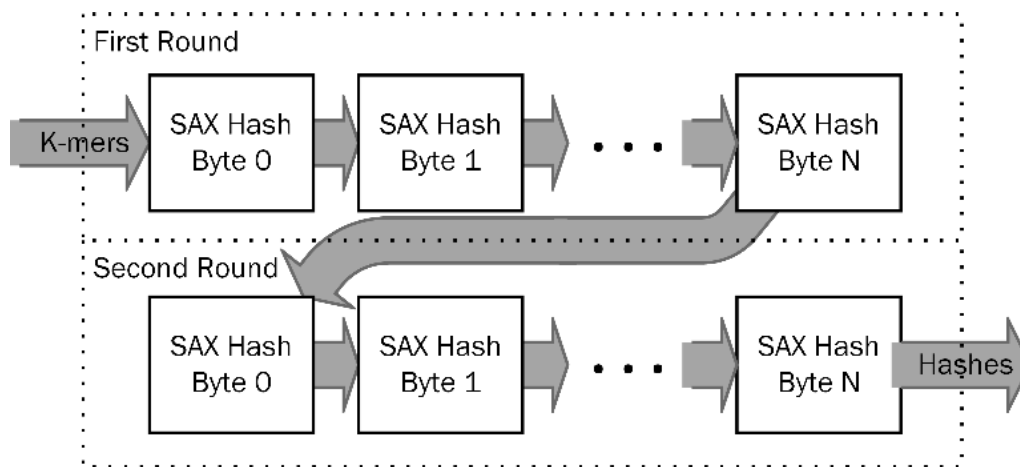 First Round
K-mers
SAX Hash
Byte 0
SAX Hash
Byte 1
• • •
SAX Hash
Byte N
Second Round
SAX Hash
Byte 0
SAX Hash
Byte 1
• • •
SAX Hash
Byte N
Hashes